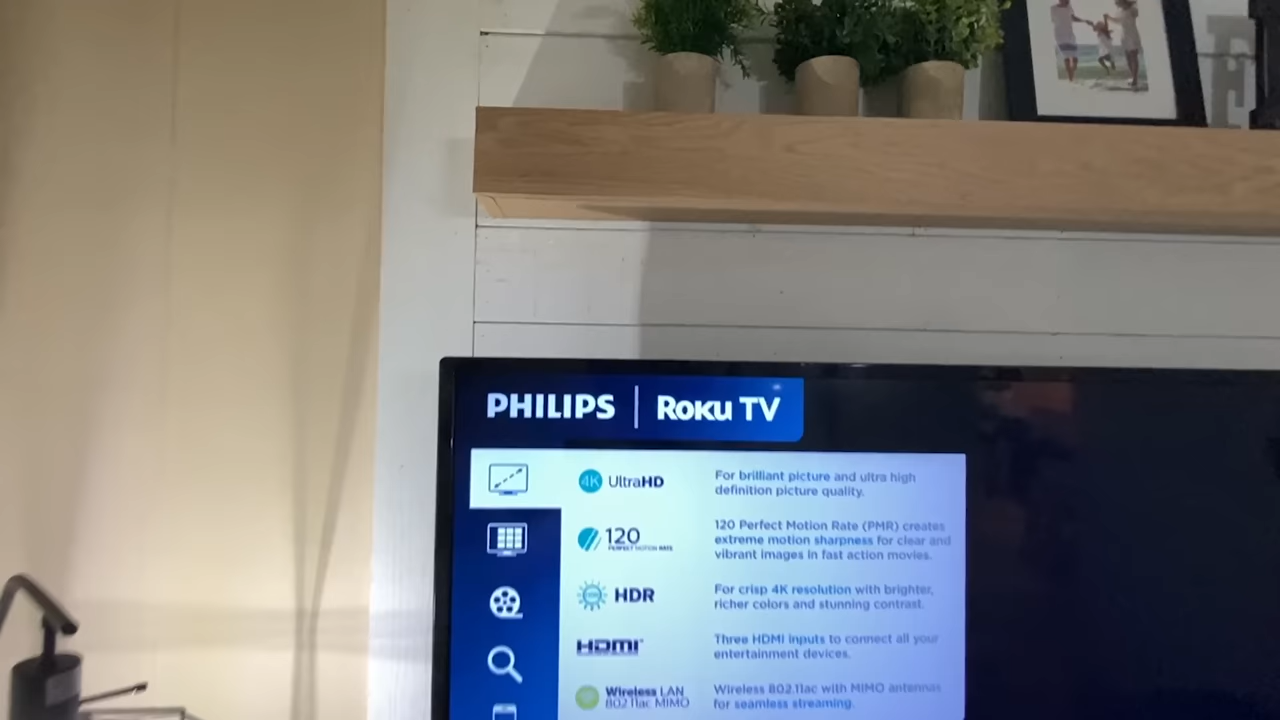 PHILIPS | ROKU TV
4K UltraHD
For brilliant picture and ultra high
definition picture quality.
120
PERFECT MOTION RATE
120 Perfect Motion Rate (PMR) creates
extreme motion sharpness for clear and
vibrant images in fast action movies.
HDR
For crisp 4K resolution with brighter,
richer colors and stunning contrast.
HDMI
Three HDMI inputs to connect all your
entertainment devices.
Wireless LAN
802.11ac MIMO
Wireless 802.11ac with MIMO antennas
for seamless streaming.